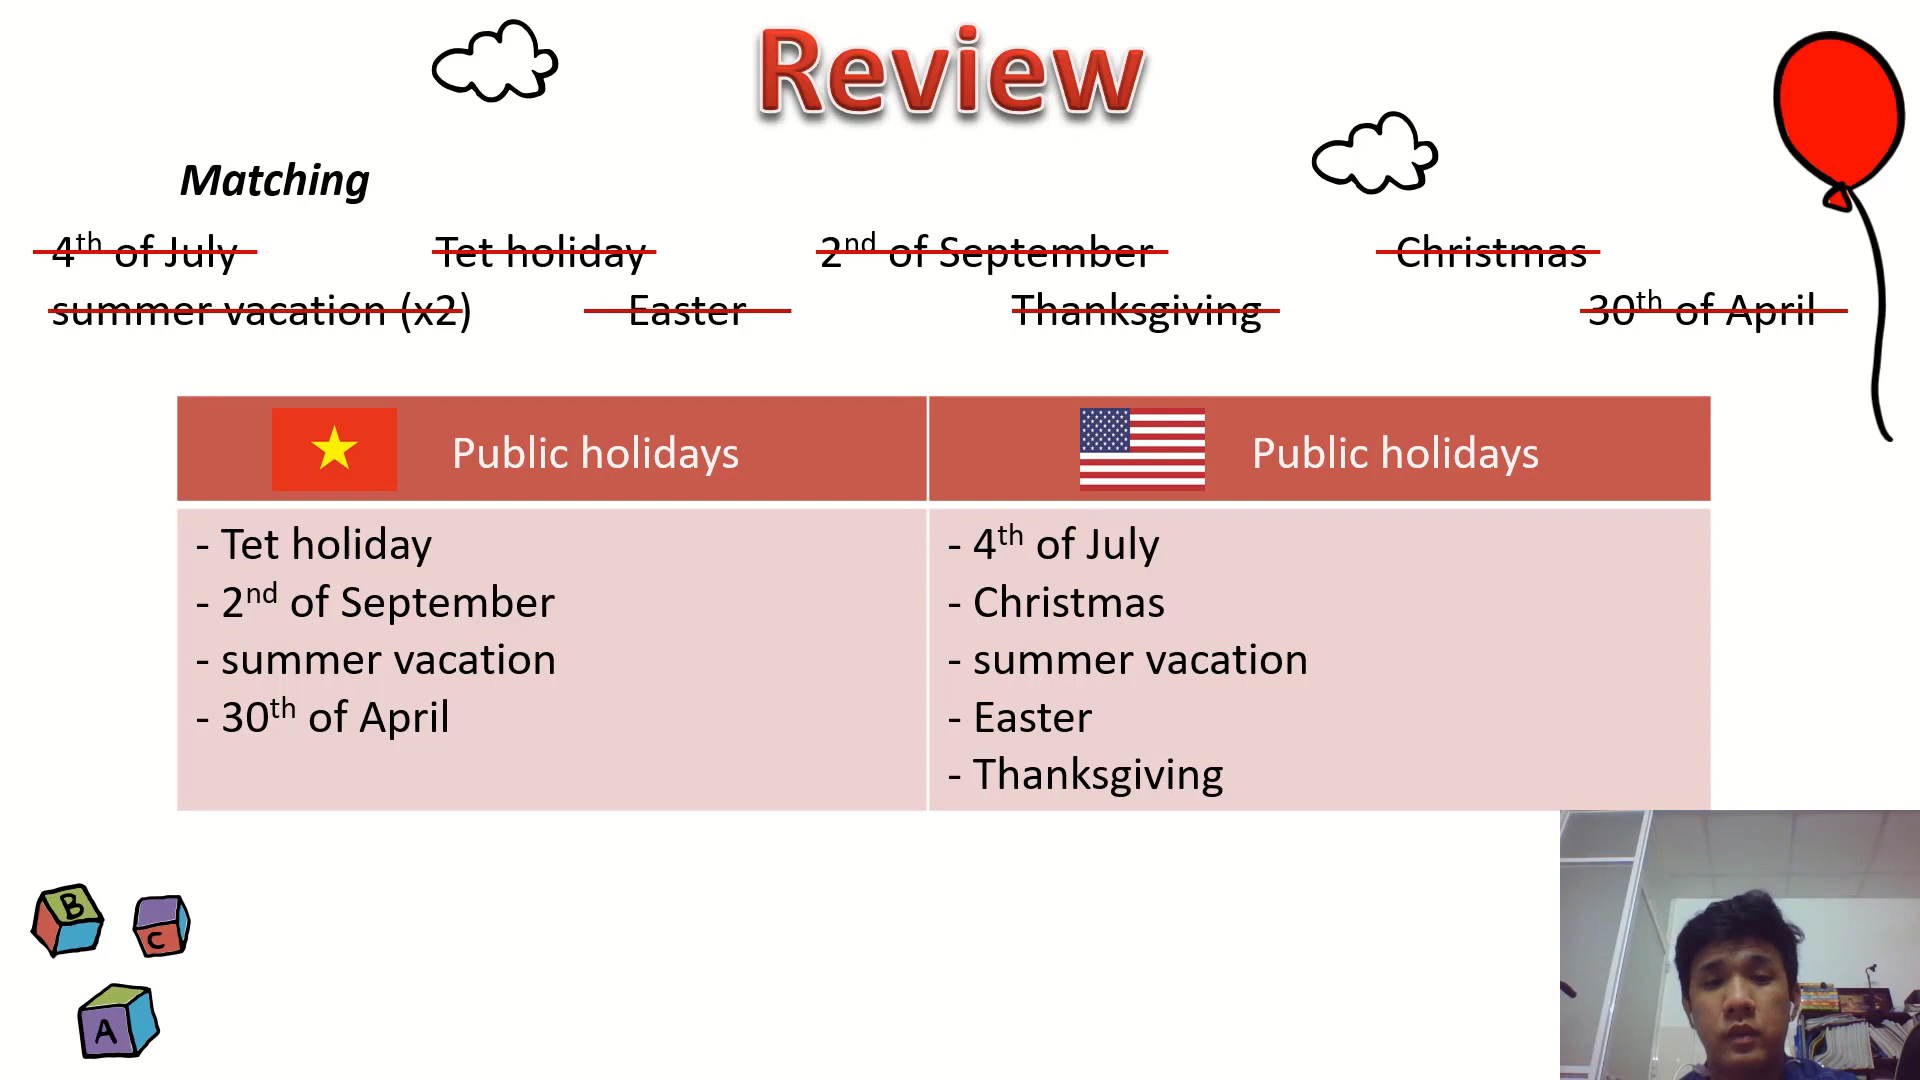 Review
Matching
4th of July Tet holiday 2nd of September Christmas
summer vacation (x2) Easter Thanksgiving 30th of April
Public holidays Public holidays
- Tet holiday
- 2nd of September
- summer vacation
- 30th of April
- 4th of July
- Christmas
- summer vacation
- Easter
- Thanksgiving
B
C
A